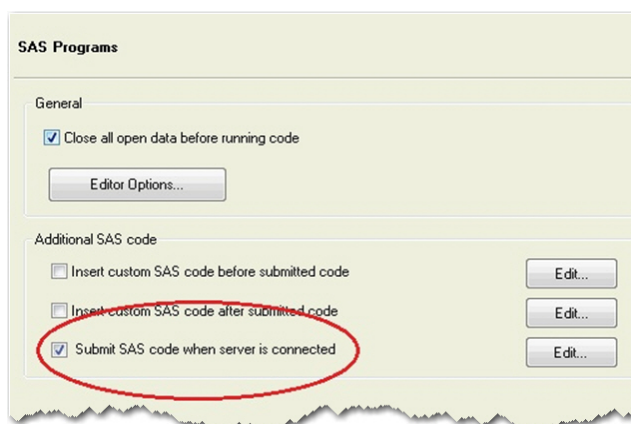 SAS Programs
General
Close all open data before running code
Editor Options...
Additional SAS code
Insert custom SAS code before submitted code
Edit...
Insert custom SAS code after submitted code
Edit...
Submit SAS code when server is connected
Edit...